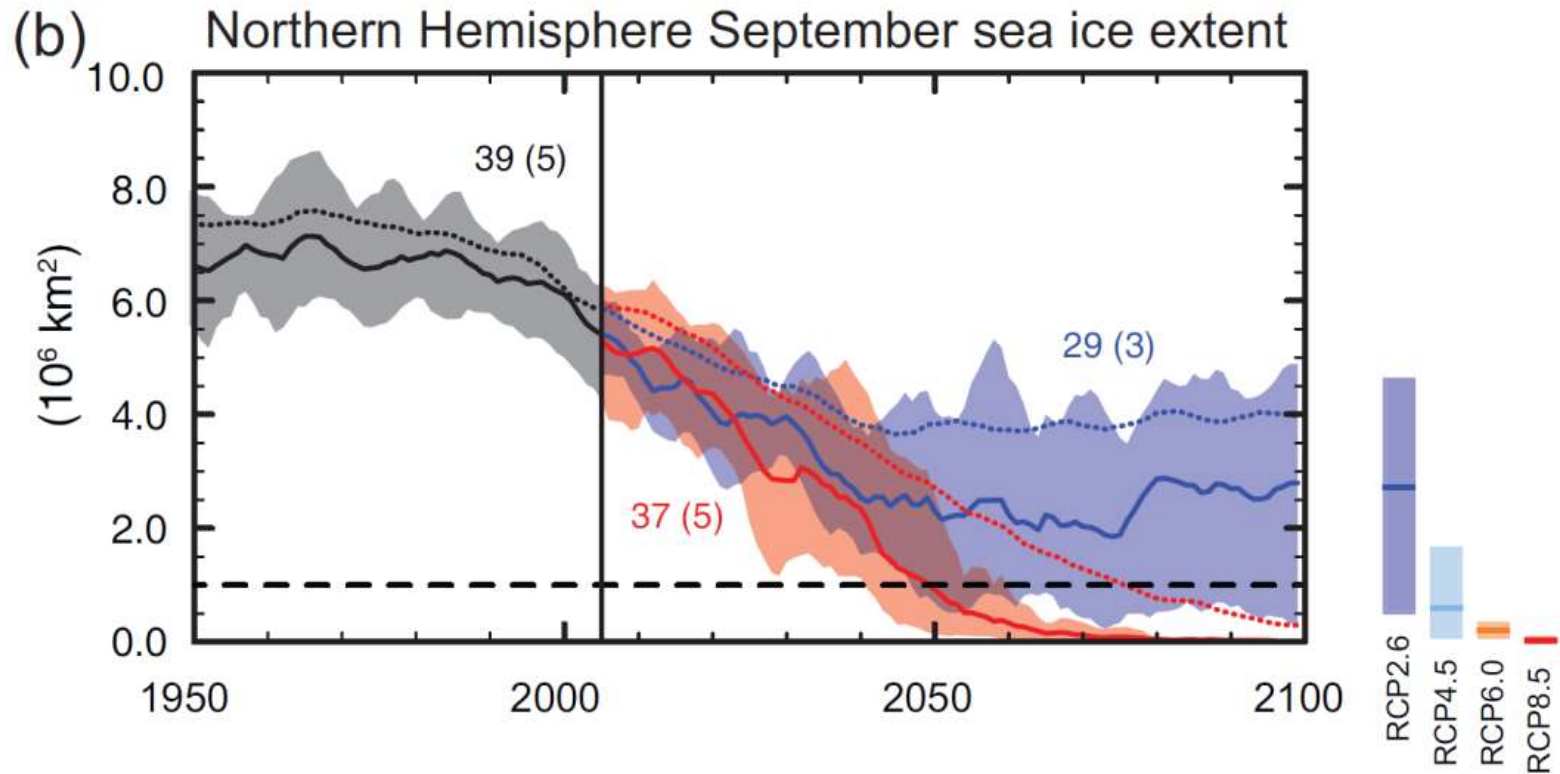 (b) Northern Hemisphere September sea ice extent
10.0
8.0
6.0
4.0
2.0
0.0
(10⁶ km²)
39 (5)
29 (3)
37 (5)
1950
2000
2050
2100
RCP2.6
RCP4.5
RCP6.0
RCP8.5